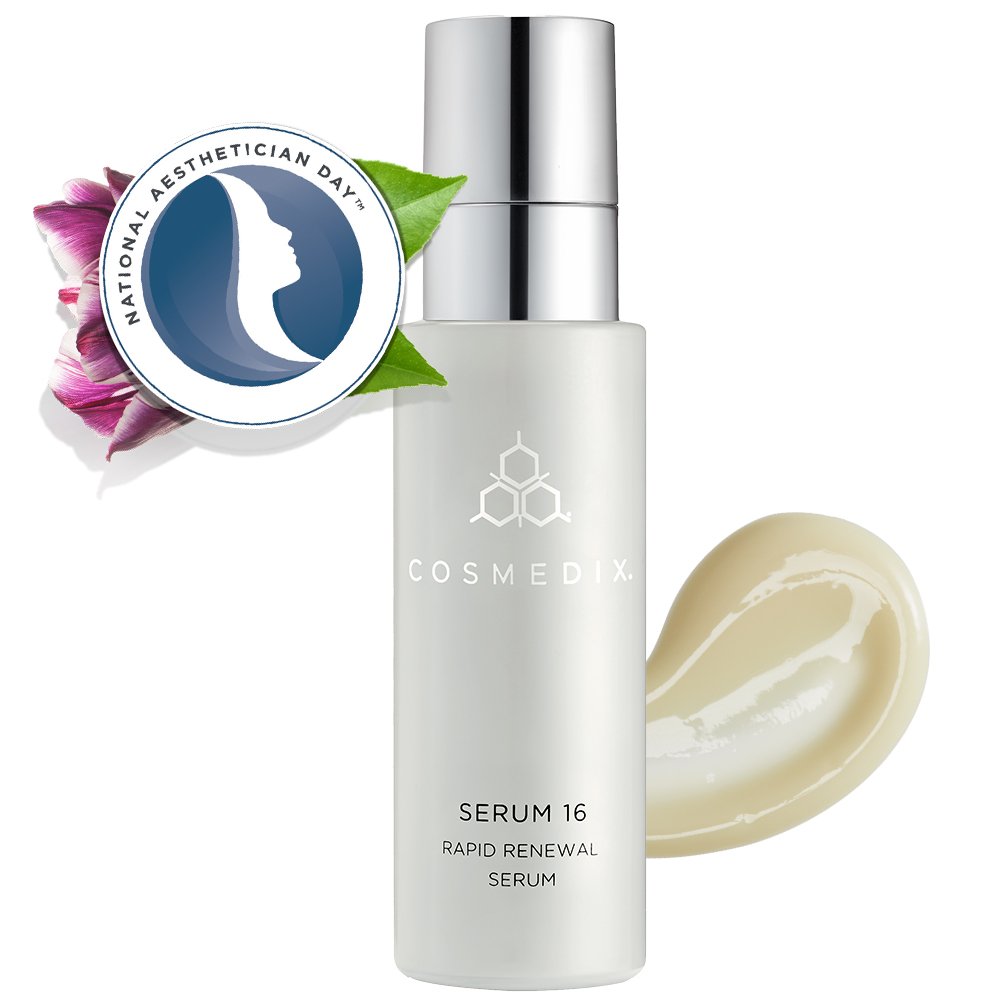 NATIONAL AESTHETICIAN DAY™
COSMEDIX®
SERUM 16
RAPID RENEWAL
SERUM